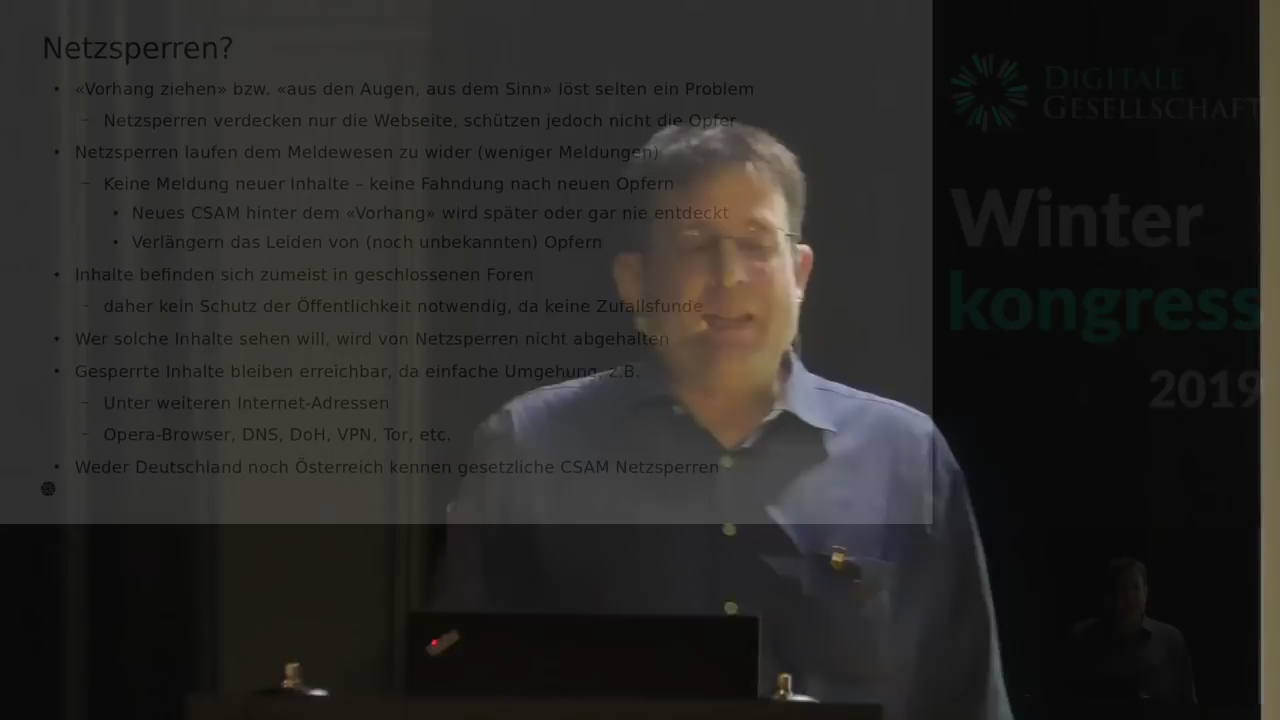 Netzsperren?
• «Vorhang ziehen» bzw. «aus den Augen, aus dem Sinn» löst selten ein Problem
– Netzsperren verdecken nur die Webseite, schützen jedoch nicht die Opfer
• Netzsperren laufen dem Meldewesen zu wider (weniger Meldungen)
– Keine Meldung neuer Inhalte – keine Fahndung nach neuen Opfern
• Neues CSAM hinter dem «Vorhang» wird später oder gar nie entdeckt
• Verlängern das Leiden von (noch unbekannten) Opfern
• Inhalte befinden sich zumeist in geschlossenen Foren
– daher kein Schutz der Öffentlichkeit notwendig, da keine Zufallsfunde
• Wer solche Inhalte sehen will, wird von Netzsperren nicht abgehalten
• Gesperrte Inhalte bleiben erreichbar, da einfache Umgehung, z.B.
– Unter weiteren Internet-Adressen
– Opera-Browser, DNS, DoH, VPN, Tor, etc.
• Weder Deutschland noch Österreich kennen gesetzliche CSAM Netzsperren
DIGITALE
GESELLSCHAFT
Winter
kongress
2019